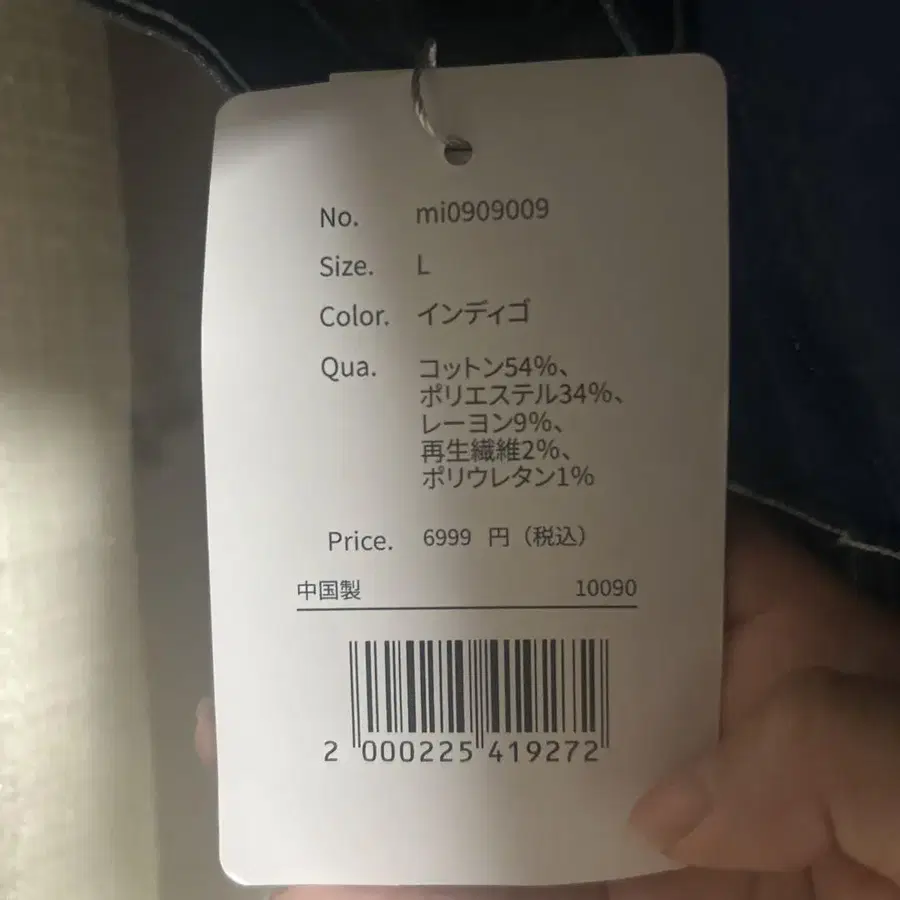 No. mi0909009
Size. L
Color. インディゴ
Qua. コットン54%、
ポリエステル34%、
レーヨン9%、
再生繊維2%、
ポリウレタン1%
Price. 6999 円（税込）
中国製 10090
2 000225 419272